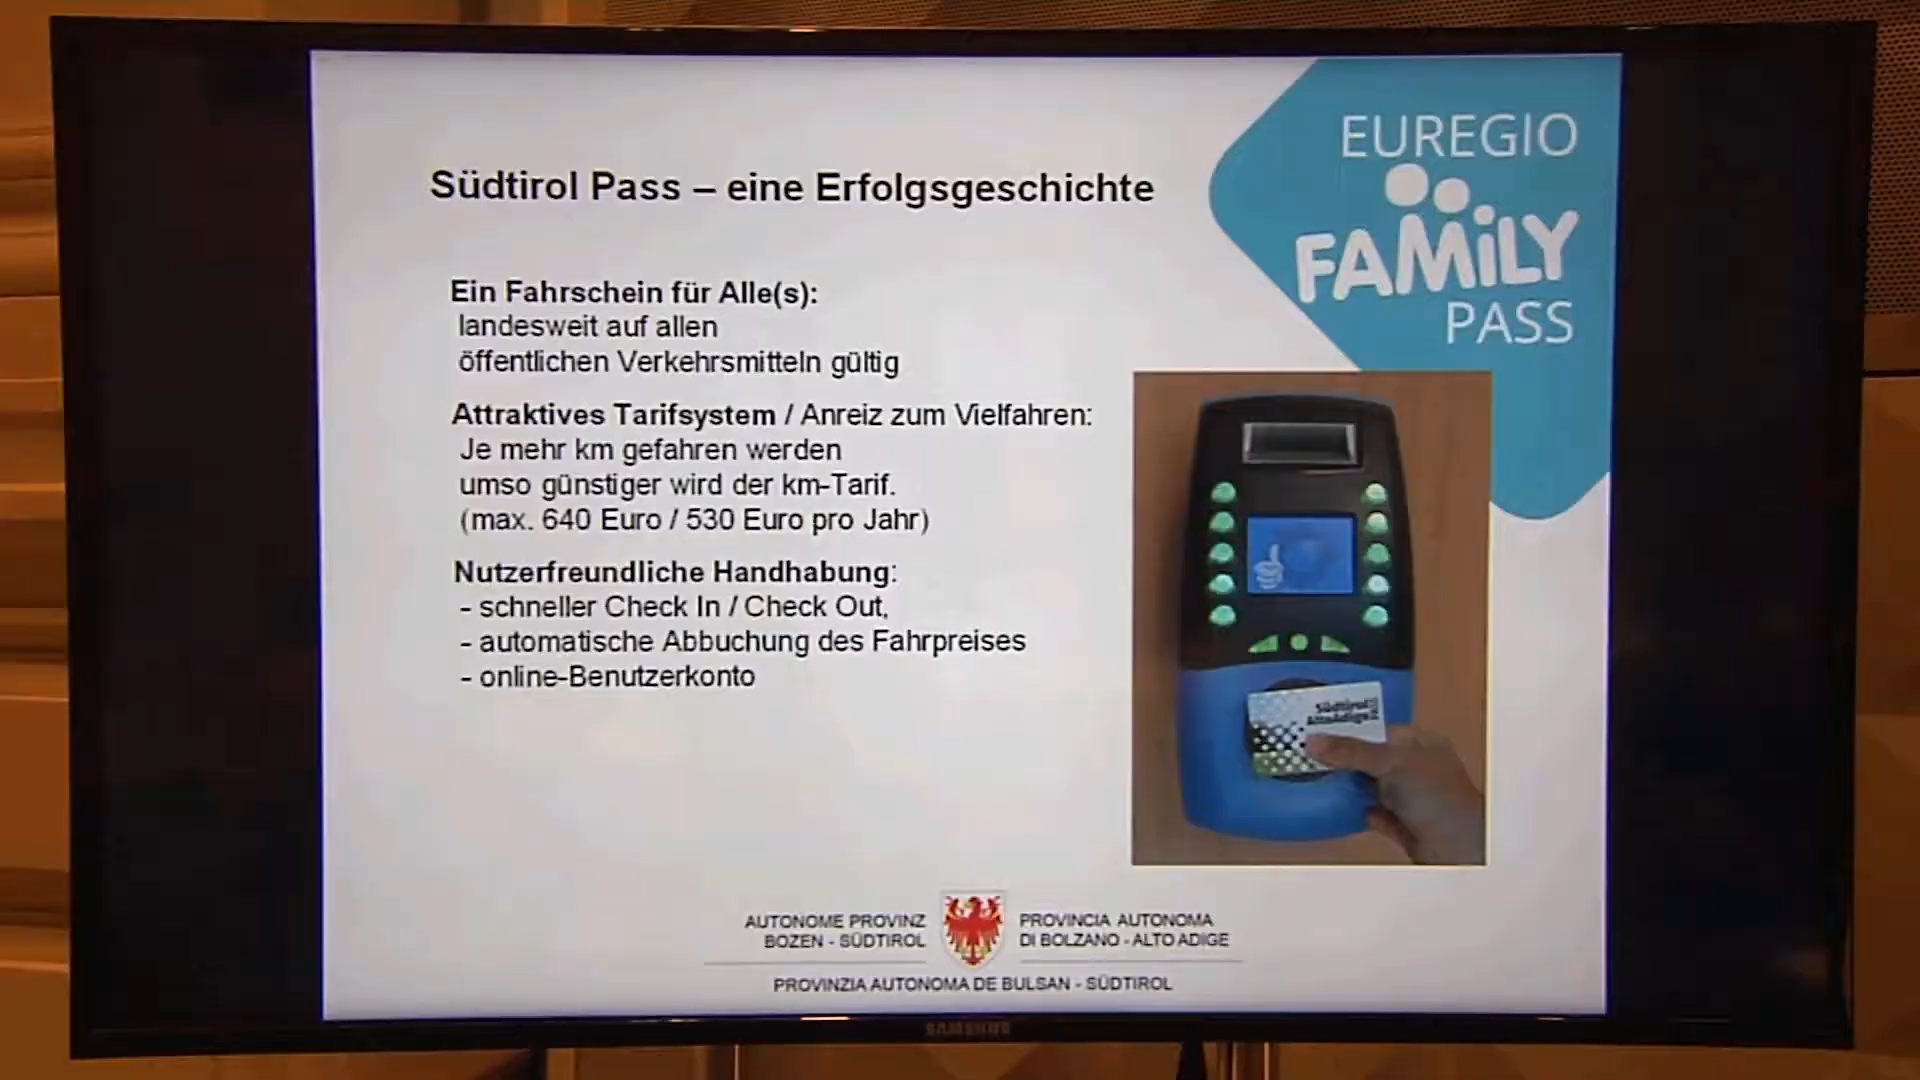 EUREGIO
FAMiLY
PASS
Südtirol Pass – eine Erfolgsgeschichte
Ein Fahrschein für Alle(s):
landesweit auf allen
öffentlichen Verkehrsmitteln gültig
Attraktives Tarifsystem / Anreiz zum Vielfahren:
Je mehr km gefahren werden
umso günstiger wird der km-Tarif.
(max. 640 Euro / 530 Euro pro Jahr)
Nutzerfreundliche Handhabung:
- schneller Check In / Check Out,
- automatische Abbuchung des Fahrpreises
- online-Benutzerkonto
Südtirol
AltoAdige
AUTONOME PROVINZ
BOZEN - SÜDTIROL
PROVINCIA AUTONOMA
DI BOLZANO - ALTO ADIGE
PROVINZIA AUTONOMA DE BULSAN - SÜDTIROL
SAMSUNG